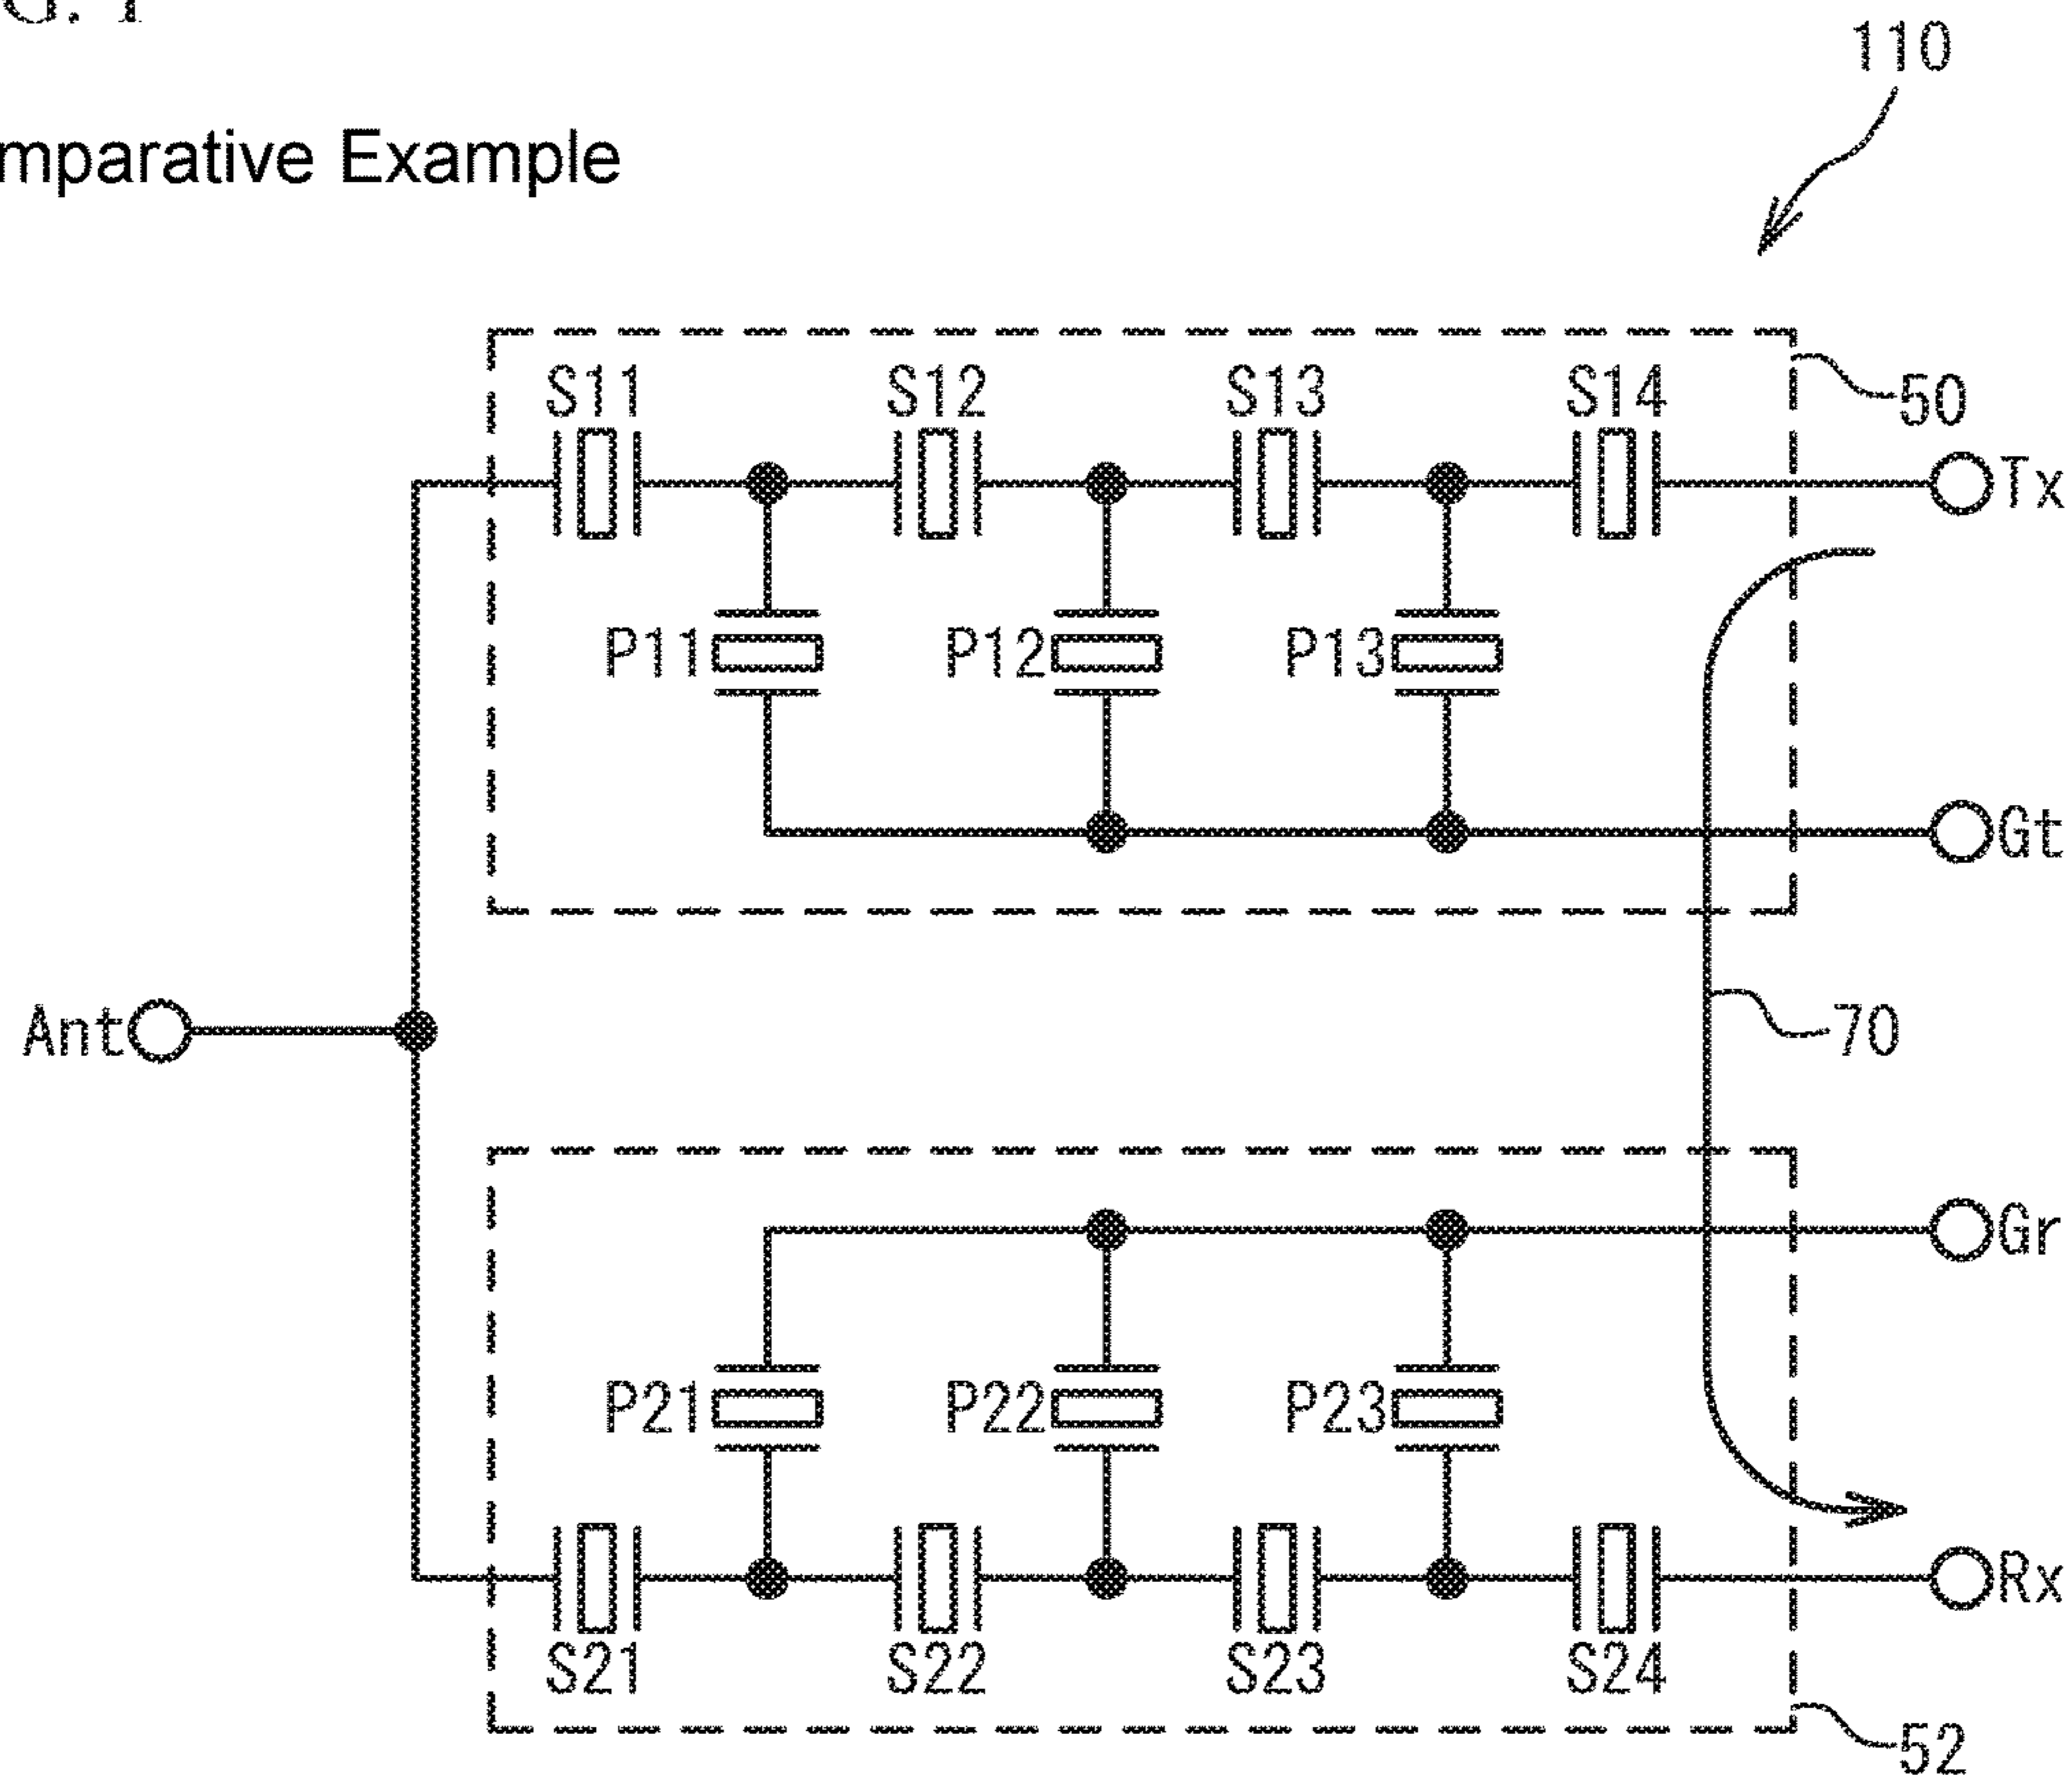 110
mparative Example
S11 S12 S13 S14
50
Tx
P11 P12 P13
Gt
Ant
70
Gr
P21 P22 P23
Rx
S21 S22 S23 S24
52